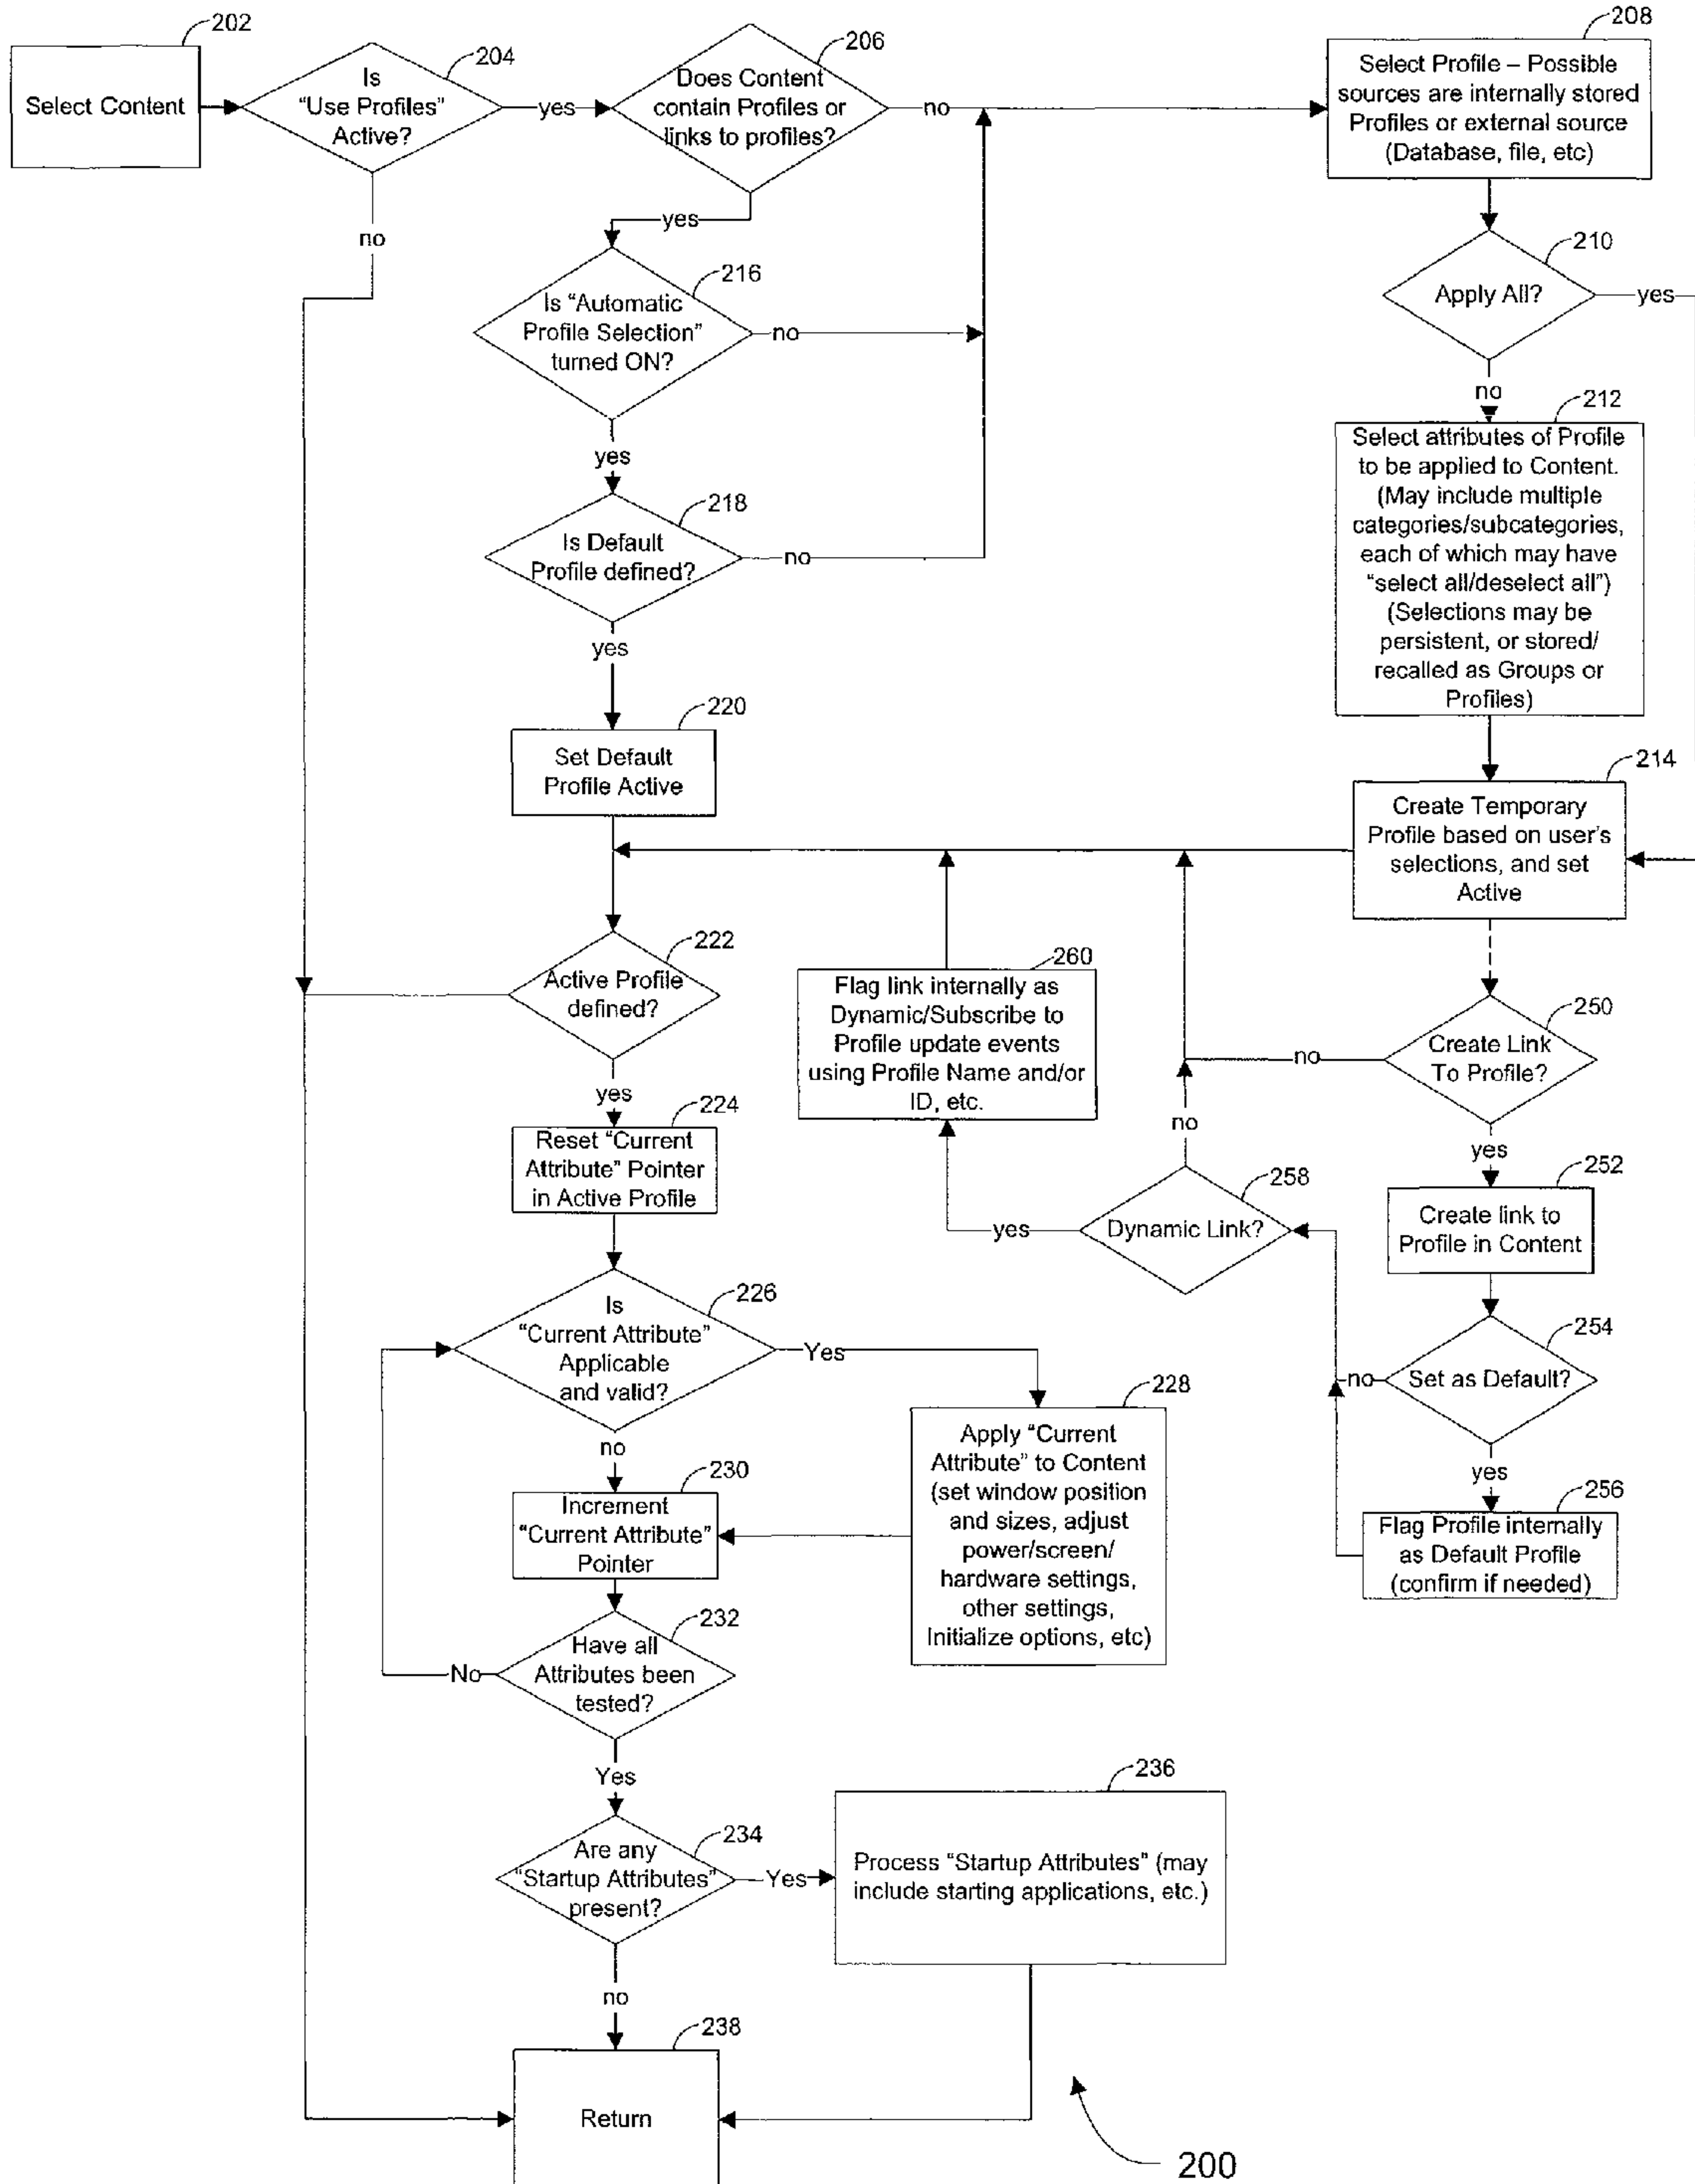 202
Select Content
204
Is
“Use Profiles”
Active?
yes
no
206
Does Content
contain Profiles or
links to profiles?
no
yes
208
Select Profile – Possible
sources are internally stored
Profiles or external source
(Database, file, etc)
210
Apply All?
yes
no
212
Select attributes of Profile
to be applied to Content.
(May include multiple
categories/subcategories,
each of which may have
“select all/deselect all”)
(Selections may be
persistent, or stored/
recalled as Groups or
Profiles)
214
Create Temporary
Profile based on user's
selections, and set
Active
216
Is “Automatic
Profile Selection”
turned ON?
no
yes
218
Is Default
Profile defined?
no
yes
220
Set Default
Profile Active
222
Active Profile
defined?
yes
224
Reset “Current
Attribute” Pointer
in Active Profile
226
Is
“Current Attribute”
Applicable
and valid?
Yes
no
228
Apply “Current
Attribute” to Content
(set window position
and sizes, adjust
power/screen/
hardware settings,
other settings,
Initialize options, etc)
230
Increment
“Current Attribute”
Pointer
232
Have all
Attributes been
tested?
No
Yes
234
Are any
“Startup Attributes”
present?
Yes
no
236
Process “Startup Attributes” (may
include starting applications, etc.)
238
Return
250
Create Link
To Profile?
no
yes
252
Create link to
Profile in Content
254
Set as Default?
no
yes
256
Flag Profile internally
as Default Profile
(confirm if needed)
258
Dynamic Link?
no
yes
260
Flag link internally as
Dynamic/Subscribe to
Profile update events
using Profile Name and/or
ID, etc.
200